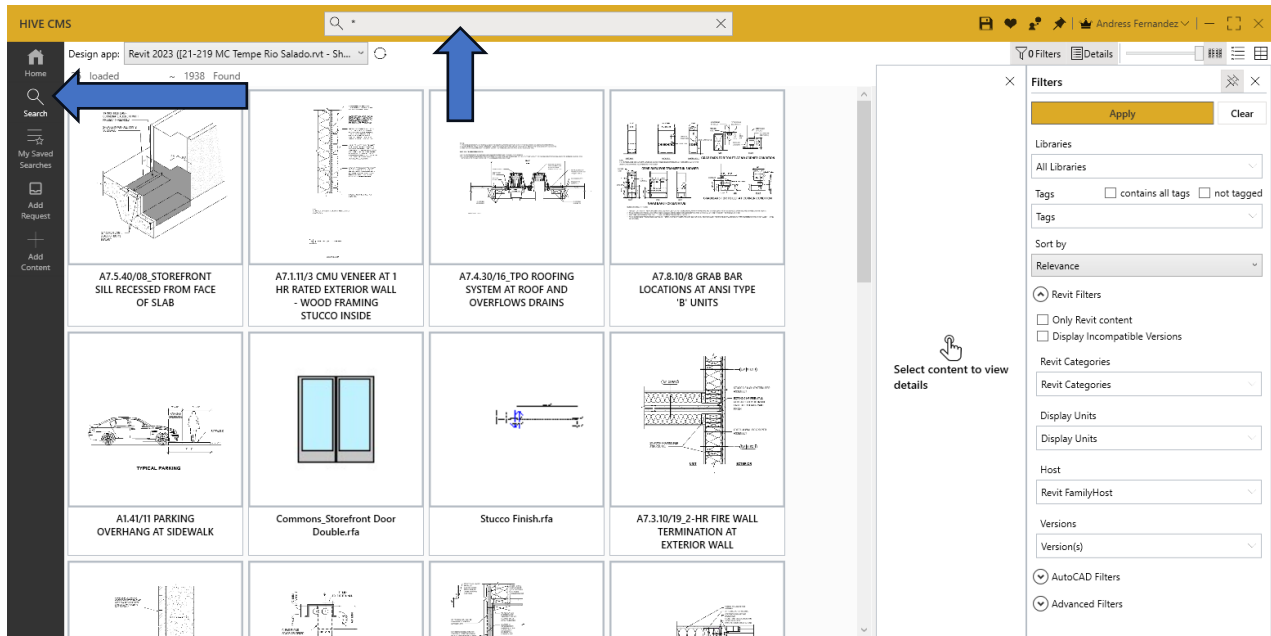 HIVE CMS
*
Andress Fernandez
Home
Search
My Saved
Searches
Add
Request
Add
Content
Design app:
Revit 2023 ([21-219 MC Tempe Rio Salado.rvt - Sh...
0 Filters
Details
loaded ~ 1938 Found
A7.5.40/08_STOREFRONT
SILL RECESSED FROM FACE
OF SLAB
A7.1.11/3 CMU VENEER AT 1
HR RATED EXTERIOR WALL
- WOOD FRAMING
STUCCO INSIDE
A7.4.30/16_TPO ROOFING
SYSTEM AT ROOF AND
OVERFLOWS DRAINS
A7.8.10/8 GRAB BAR
LOCATIONS AT ANSI TYPE
'B' UNITS
TYPICAL PARKING
A1.41/11 PARKING
OVERHANG AT SIDEWALK
Commons_Storefront Door
Double.rfa
Stucco Finish.rfa
A7.3.10/19_2-HR FIRE WALL
TERMINATION AT
EXTERIOR WALL
Select content to view
details
Filters
Apply
Clear
Libraries
All Libraries
Tags
contains all tags
not tagged
Tags
Sort by
Relevance
Revit Filters
Only Revit content
Display Incompatible Versions
Revit Categories
Revit Categories
Display Units
Display Units
Host
Revit FamilyHost
Versions
Version(s)
AutoCAD Filters
Advanced Filters